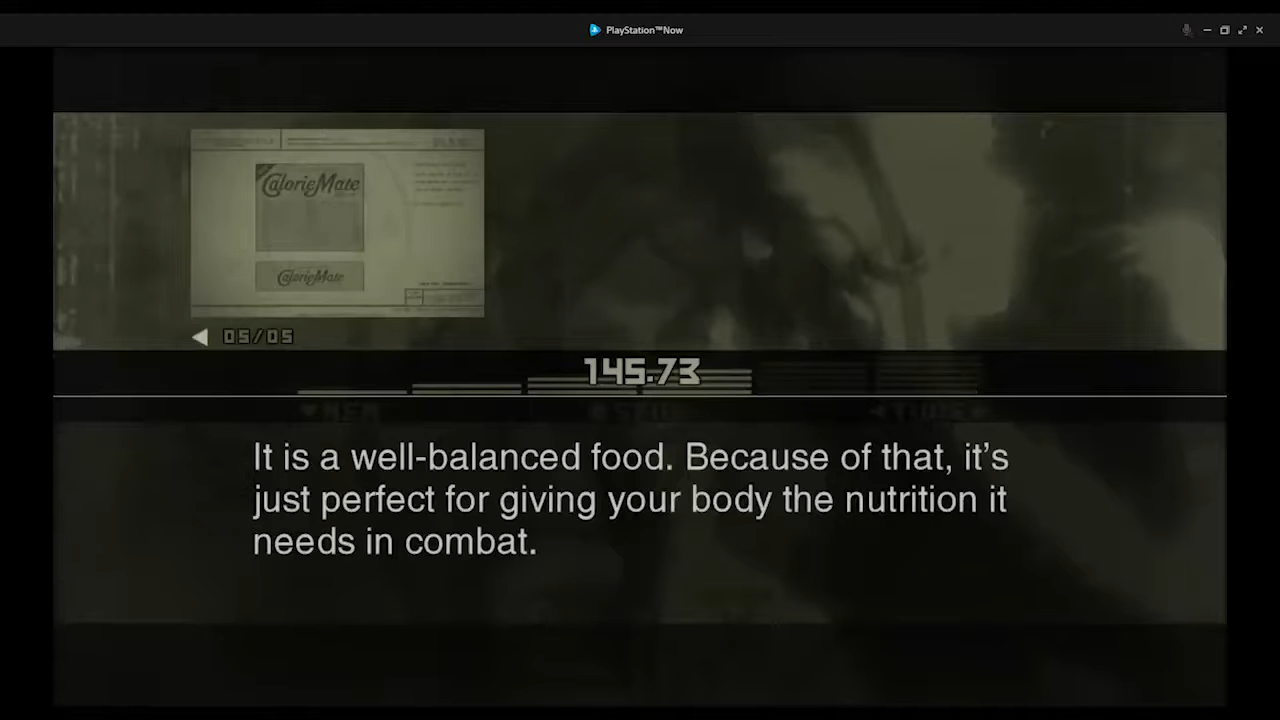 PlayStation™Now
CalorieMate
CalorieMate
05/05
145.73
It is a well-balanced food. Because of that, it’s
just perfect for giving your body the nutrition it
needs in combat.